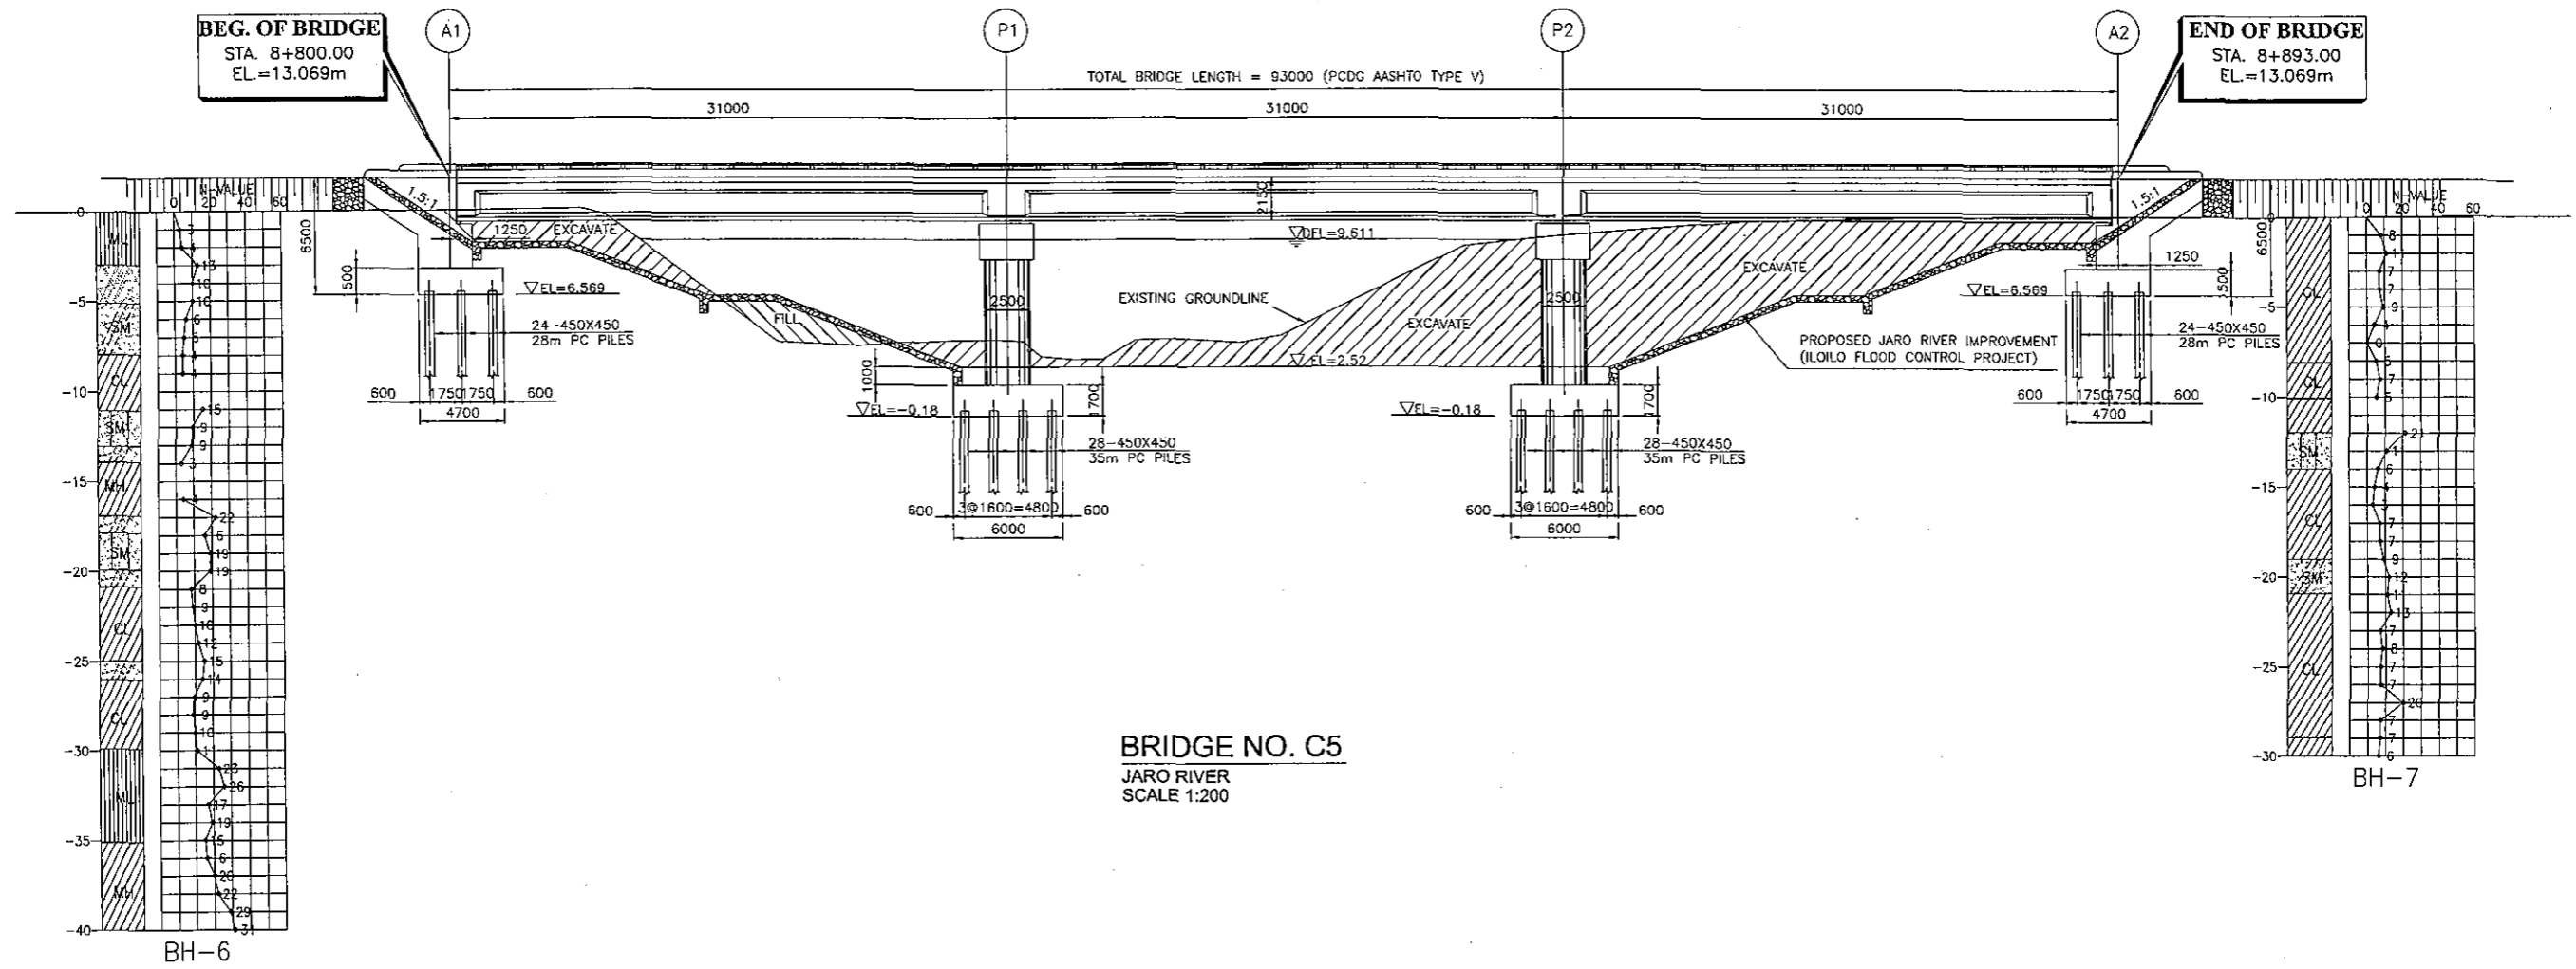 A1
P1
P2
A2
BEG. OF BRIDGE
STA. 8+800.00
EL.=13.069m
END OF BRIDGE
STA. 8+893.00
EL.=13.069m
TOTAL BRIDGE LENGTH = 93000 (PCDG AASHTO TYPE V)
31000
31000
31000
N-VALUE
0 20 40 60
1.5:1
2150
1.5:1
N-VALUE
0 20 40 60
6500
1250
EXCAVATE
EL=9.611
EXCAVATE
1250
6500
EL=6.569
2500
EXISTING GROUNDLINE
2500
EL=6.569
FILL
EXCAVATE
24-450X450
28m PC PILES
PROPOSED JARO RIVER IMPROVEMENT
(ILOILO FLOOD CONTROL PROJECT)
24-450X450
28m PC PILES
EL=2.52
1000
600 1750 1750 600
4700
EL=-0.18
1700
EL=-0.18
1700
600 1750 1750 600
4700
28-450X450
35m PC PILES
28-450X450
35m PC PILES
600 3@1600=4800 600
6000
600 3@1600=4800 600
6000
-0
-5
-10
-15
-20
-25
-30
-35
-40
SM
CL
SM
MH
SM
CL
CL
ML
MH
BH-6
0
-5
-10
-15
-20
-25
-30
CL
CL
SM
CL
SM
CL
BH-7
BRIDGE NO. C5
JARO RIVER
SCALE 1:200